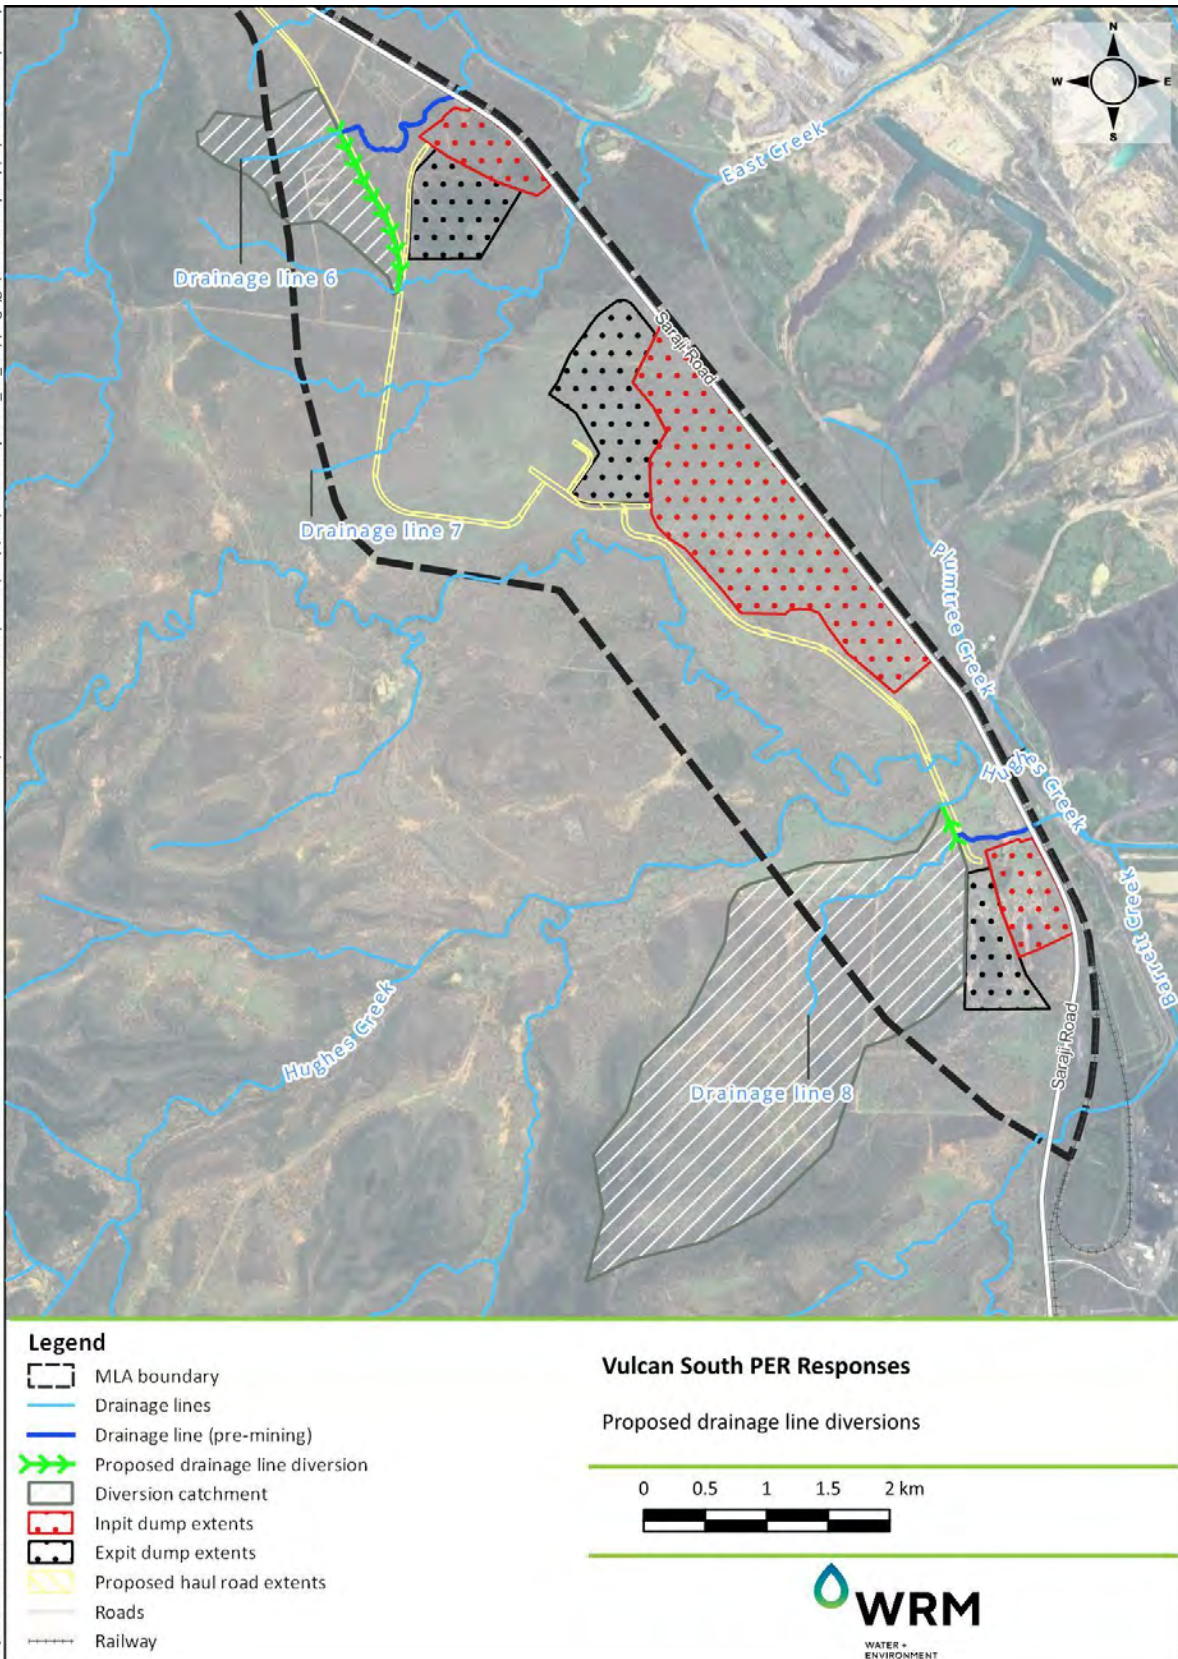 N
W E
S
East Creek
Drainage line 6
Saraji Road
Drainage line 7
Plumtree Creek
Hughes Creek
Barrett Creek
Hughes Creek
Saraji Road
Drainage line 8
Legend
MLA boundary
Drainage lines
Drainage line (pre-mining)
Proposed drainage line diversion
Diversion catchment
Inpit dump extents
Expit dump extents
Proposed haul road extents
Roads
Railway
Vulcan South PER Responses
Proposed drainage line diversions
0 0.5 1 1.5 2 km
WRM
WATER +
ENVIRONMENT